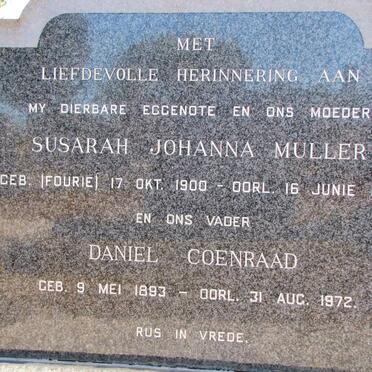 MET
LIEFDEVOLLE HERINNERING AAN
MY DIERBARE EGGENOTE EN ONS MOEDER
SUSARAH JOHANNA MULLER
GEB. (FOURIE) 17 OKT. 1900 - OORL. 16 JUNIE
EN ONS VADER
DANIEL COENRAAD
GEB. 9 MEI 1893 - OORL. 31 AUG. 1972.
RUS IN VREDE.